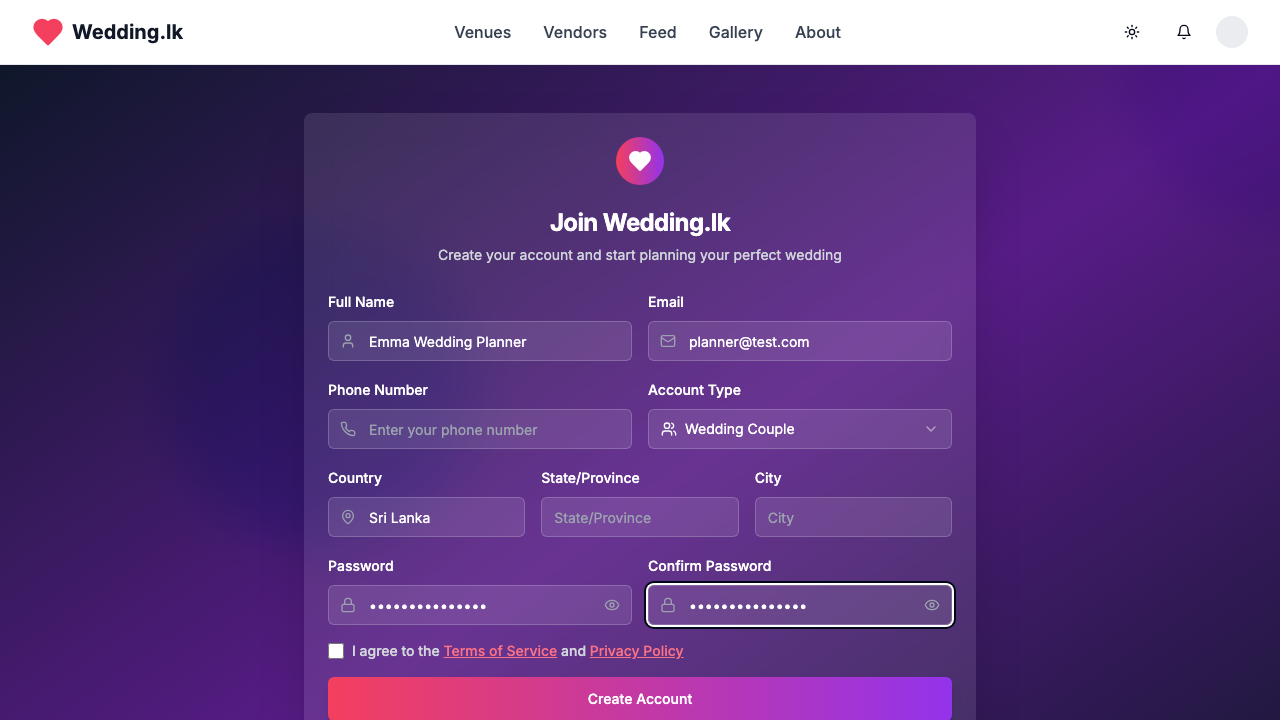 Wedding.lk
Venues Vendors Feed Gallery About
Join Wedding.lk
Create your account and start planning your perfect wedding
Full Name Email
Emma Wedding Planner planner@test.com
Phone Number Account Type
Enter your phone number Wedding Couple
Country State/Province City
Sri Lanka State/Province City
Password Confirm Password
••••••••••••••• •••••••••••••••
I agree to the Terms of Service and Privacy Policy
Create Account